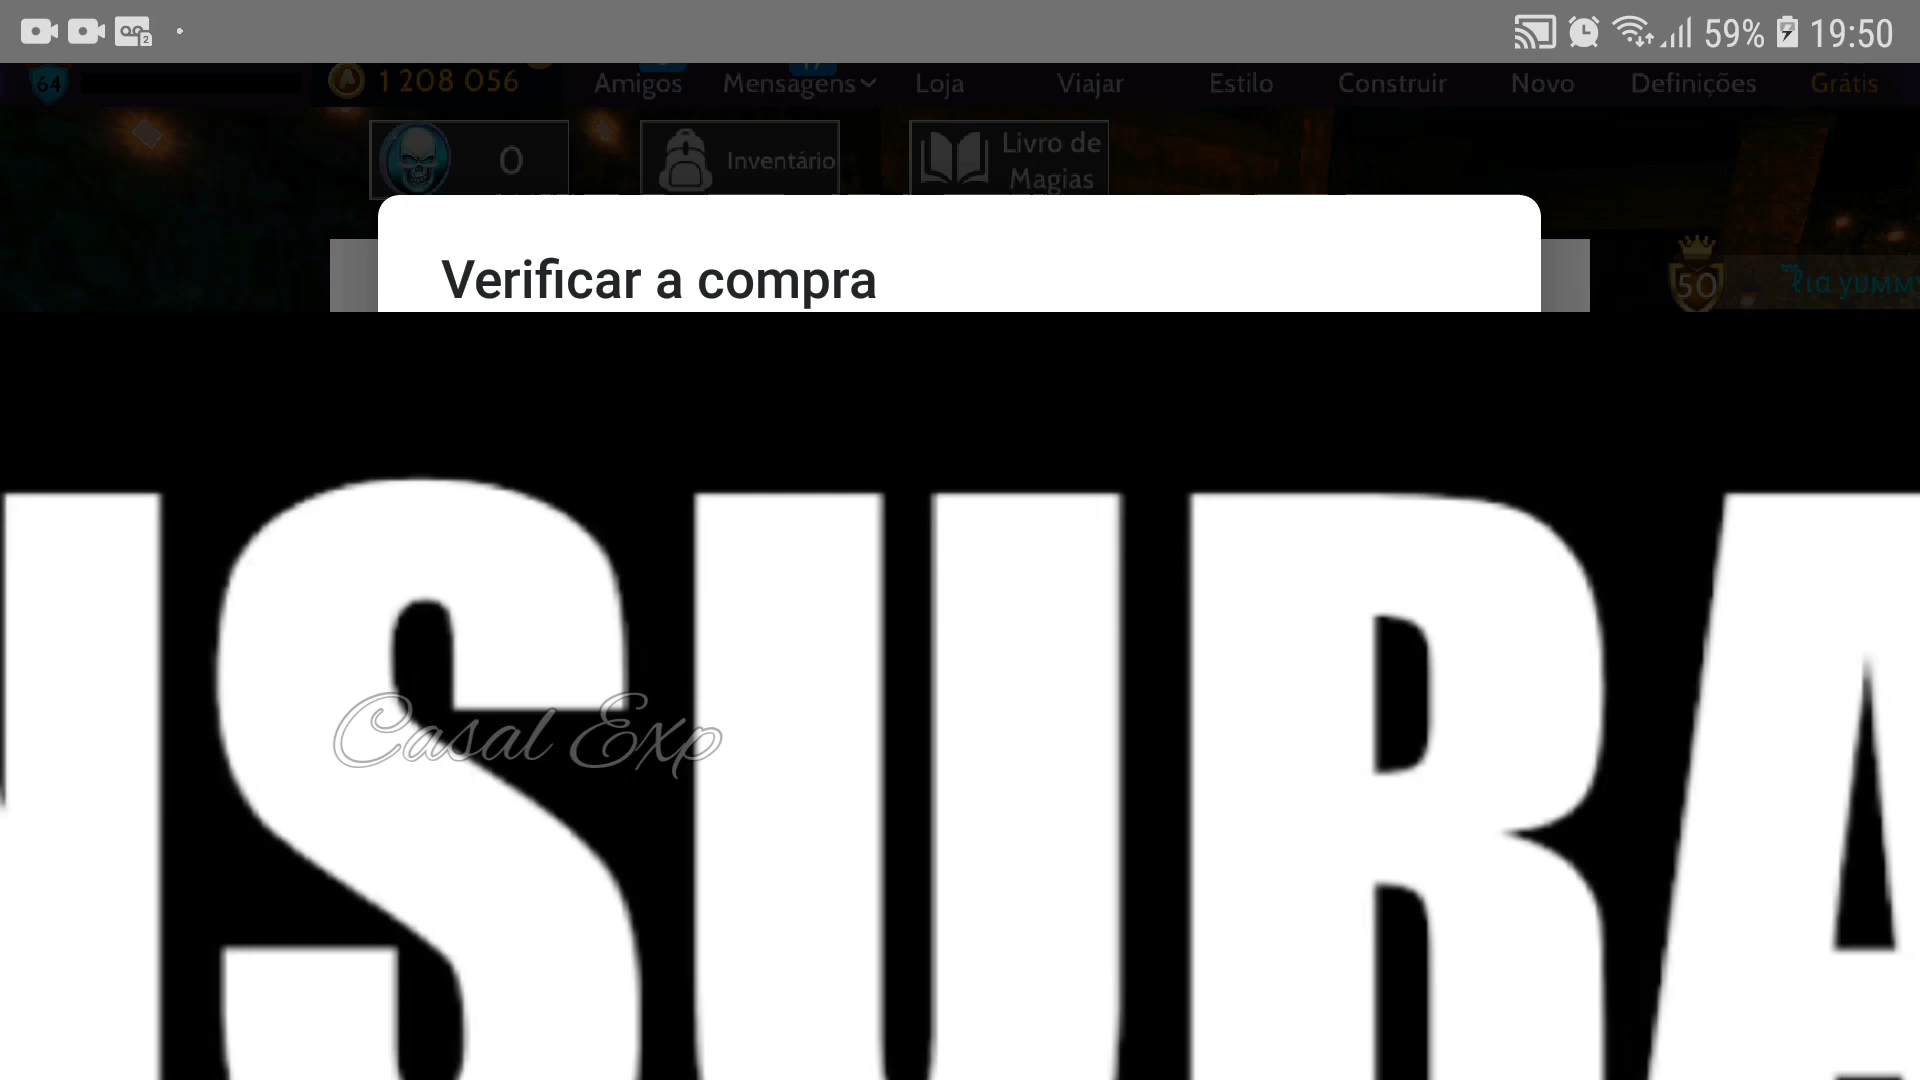 59% 19:50
64 1 208 056 Amigos Mensagens Loja Viajar Estilo Construir Novo Definições Grátis
0 Inventário Livro de
Magias
Verificar a compra
50
SURA
Casal Exp